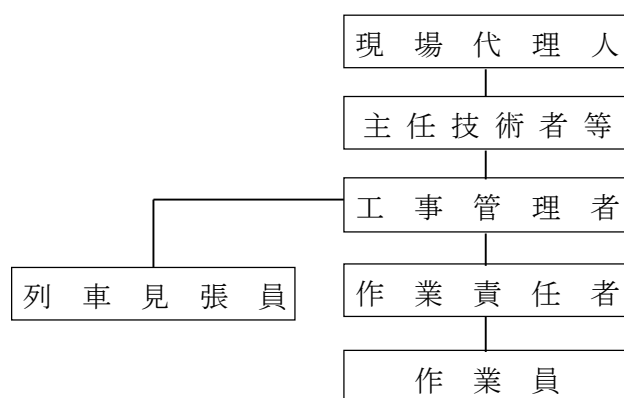 現場代理人
主任技術者等
工事管理者
列車見張員
作業責任者
作業員